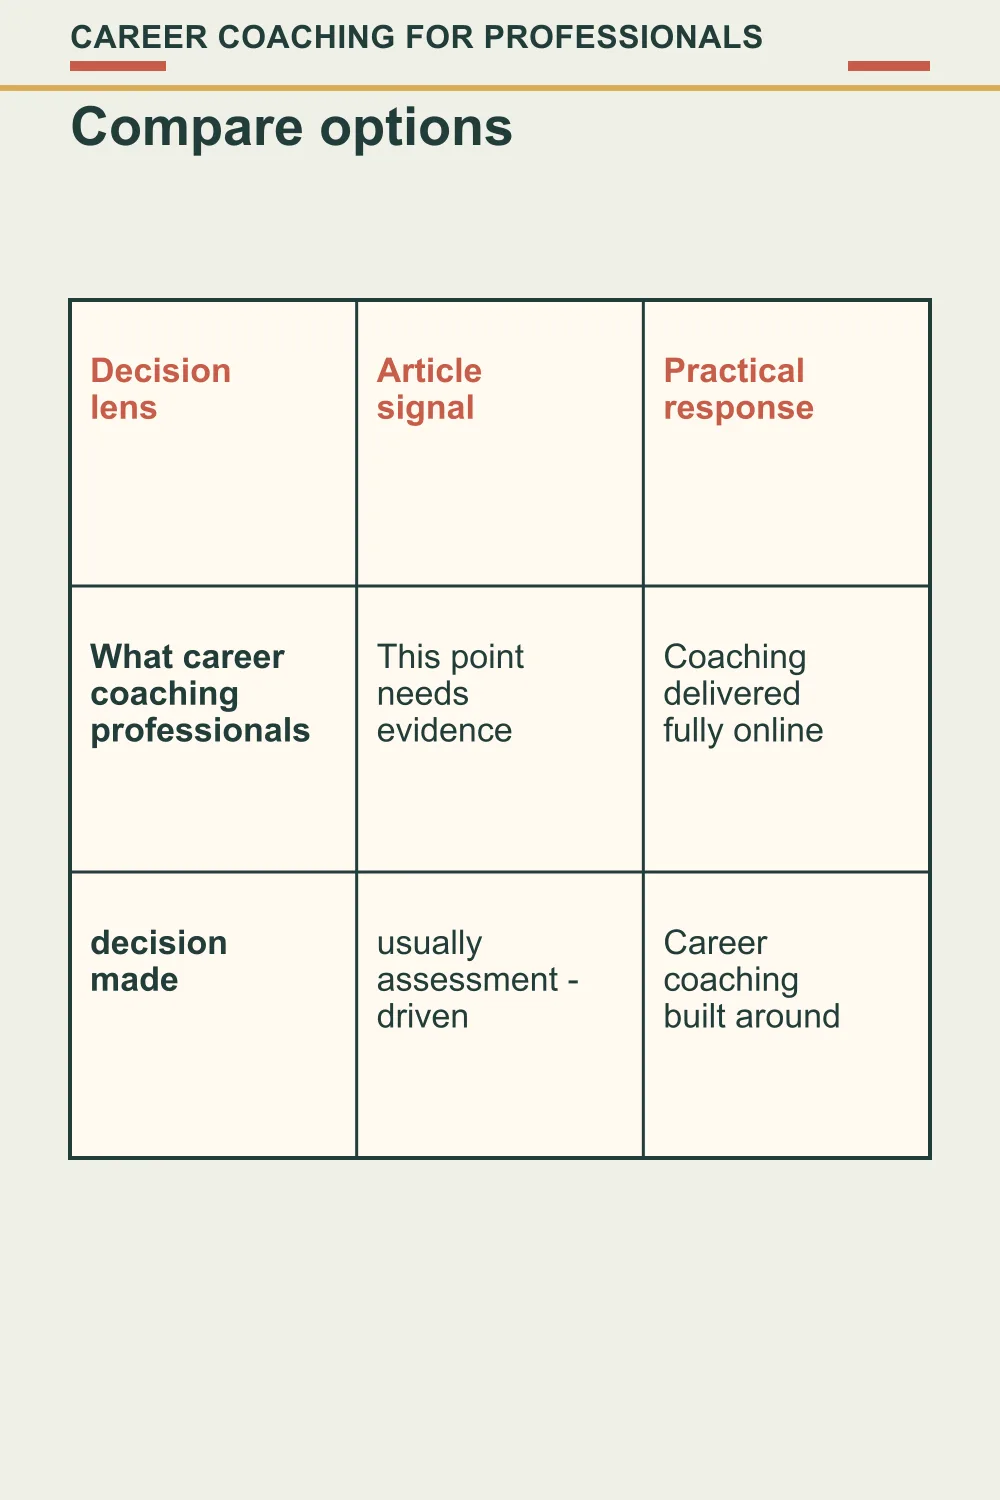 CAREER COACHING FOR PROFESSIONALS
Compare options
Decision
lens
Article
signal
Practical
response
What career
coaching
professionals
This point
needs
evidence
Coaching
delivered
fully online
decision
made
usually
assessment -
driven
Career
coaching
built around